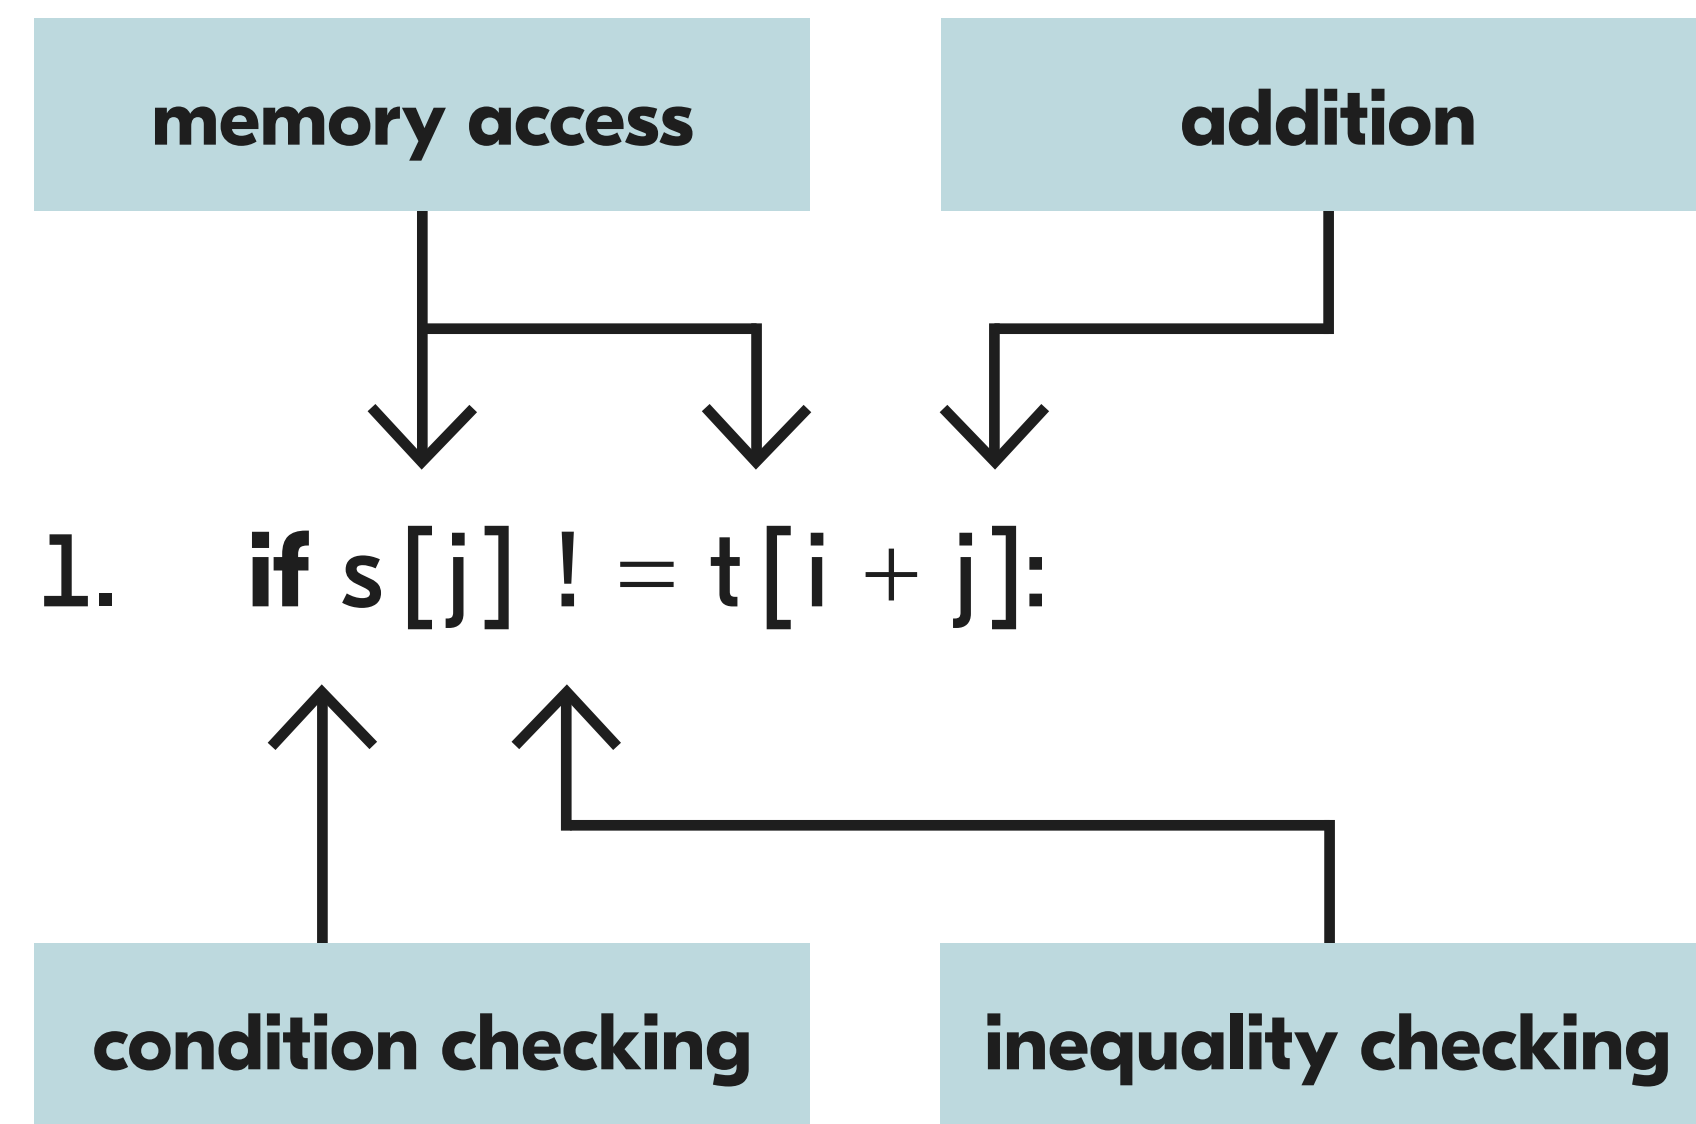 memory access
addition
1. if s[j] != t[i + j]:
condition checking
inequality checking